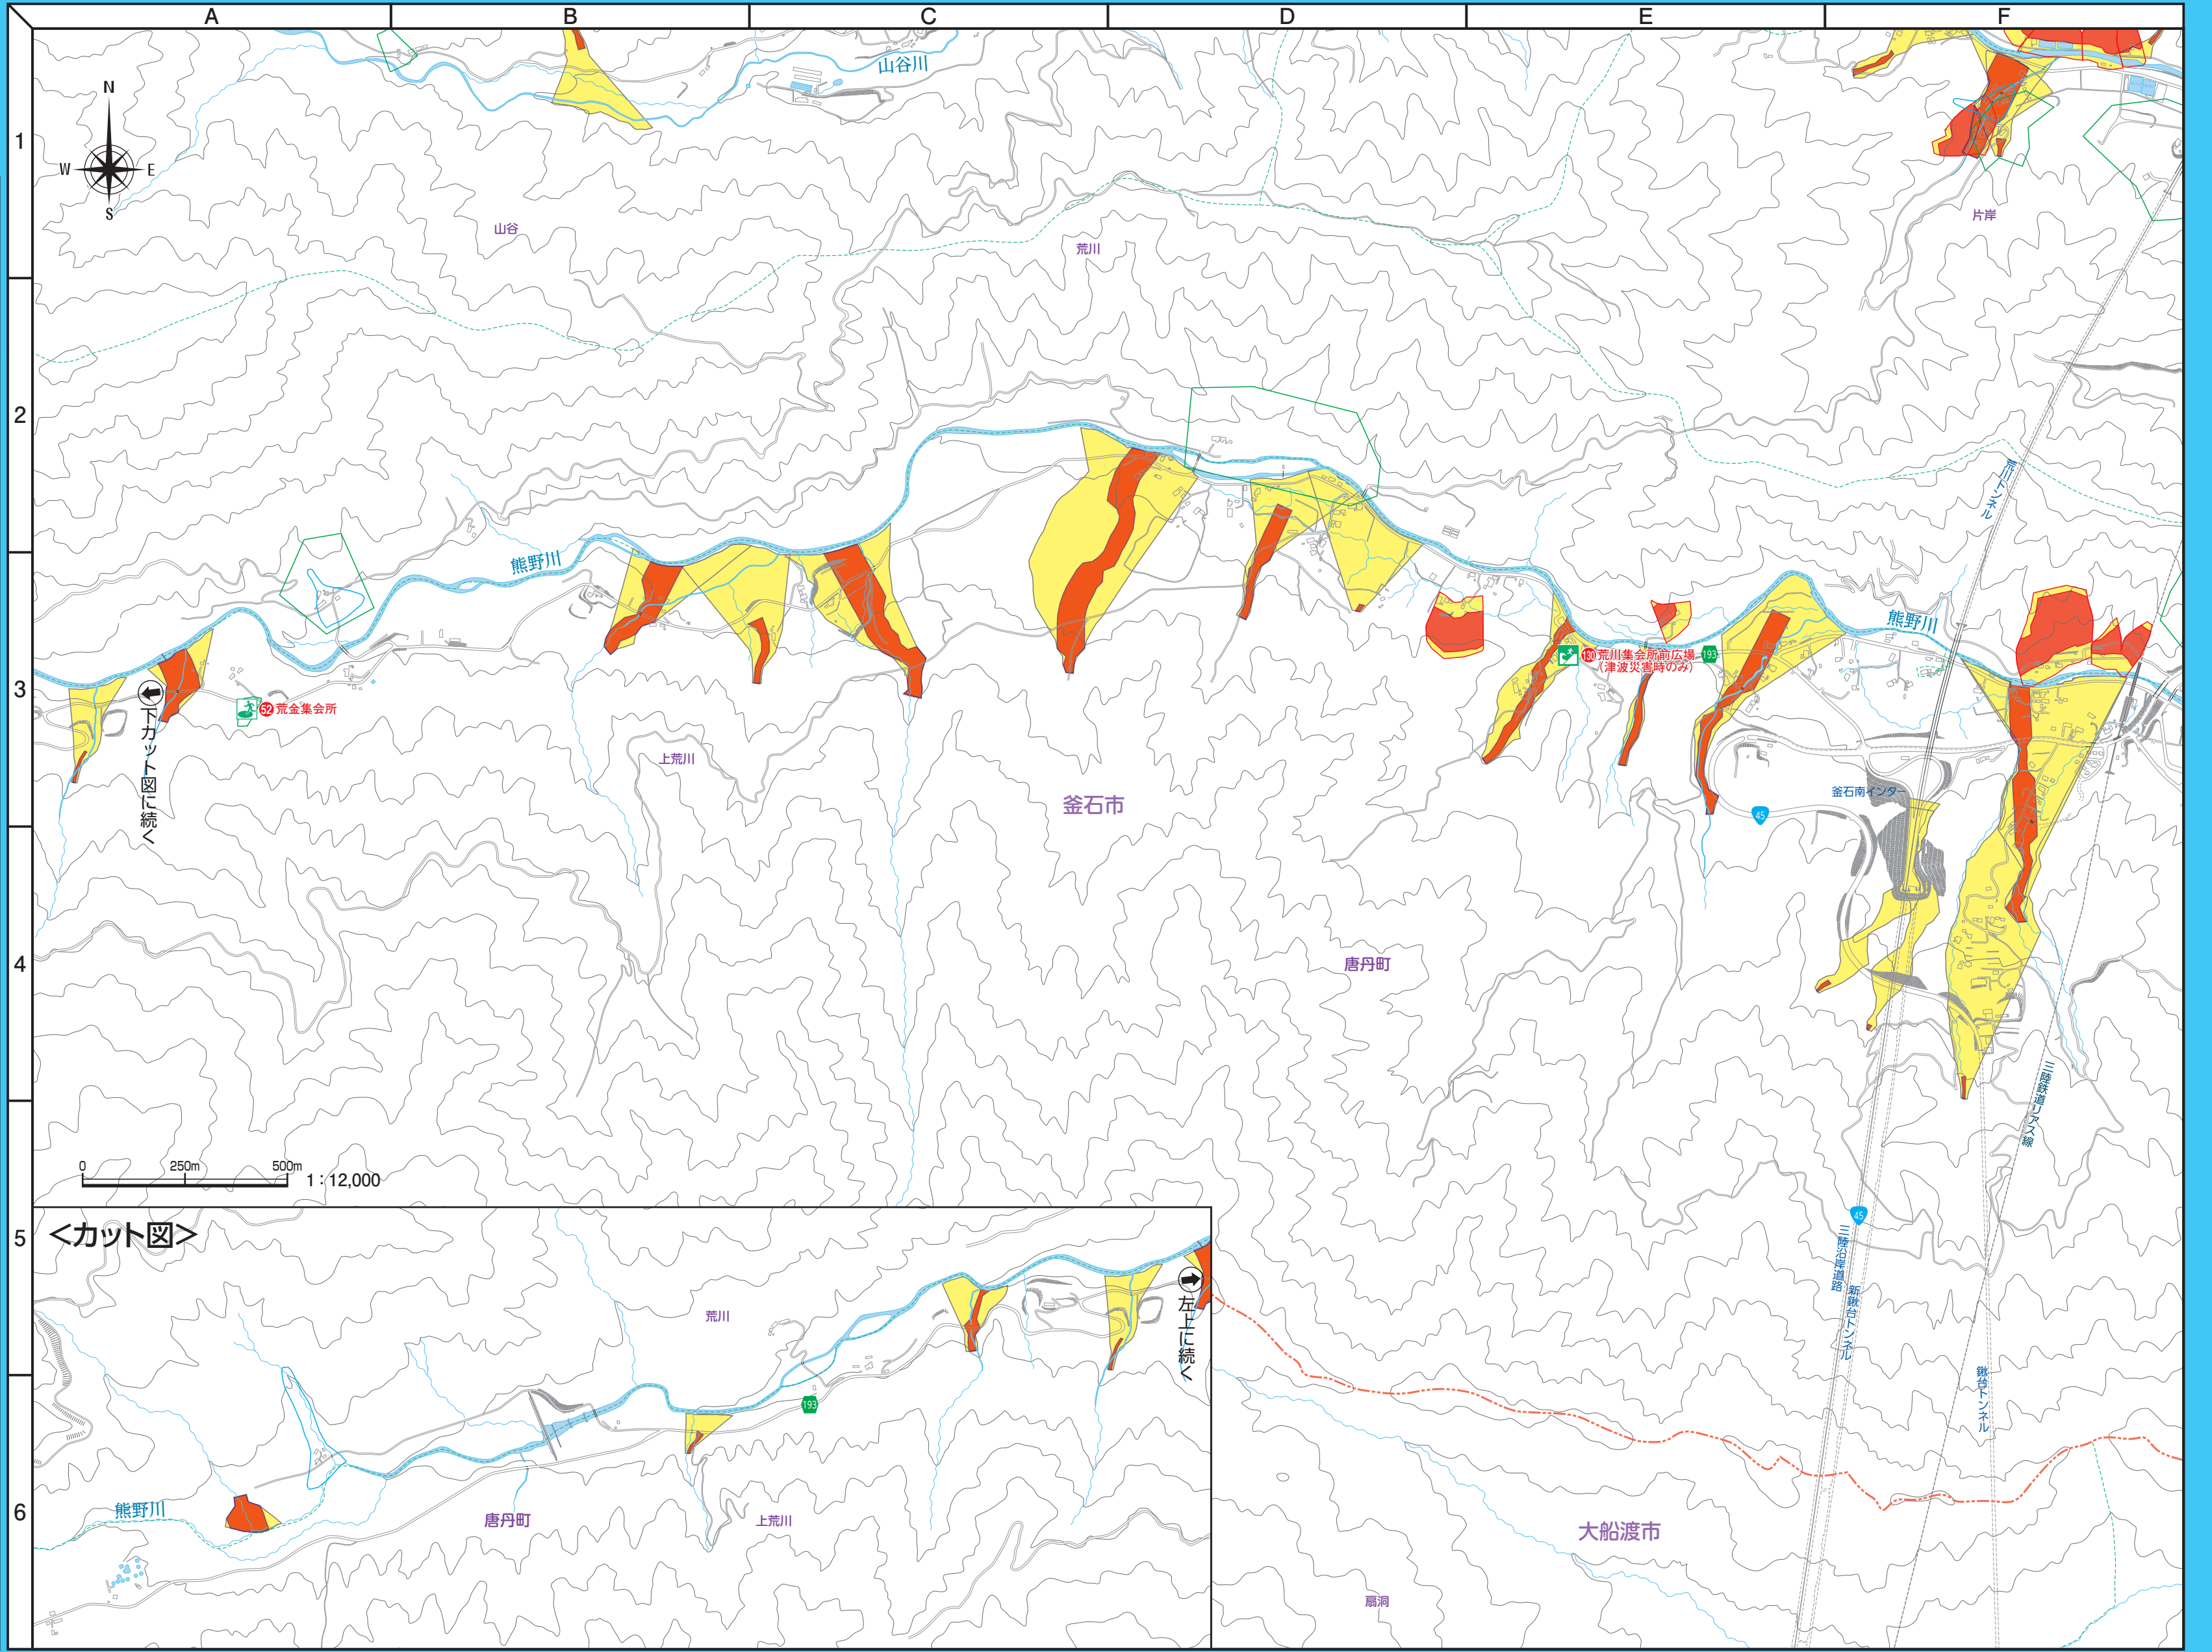 A
B
C
D
E
F
1
2
3
4
5
6
N
W
E
S
山谷川
山谷
荒川
片岸
荒川トンネル
熊野川
熊野川
130 荒川集会所前広場
(津波災害時のみ)
193
52 荒金集会所
下カット図に続く
上荒川
釜石市
釜石南インター
45
唐丹町
三陸鉄道リアス線
0 250m 500m
1:12,000
45
三陸沿岸道路
新鍬台トンネル
鍬台トンネル
大船渡市
扇洞
<カット図>
荒川
左上に続く
193
熊野川
唐丹町
上荒川